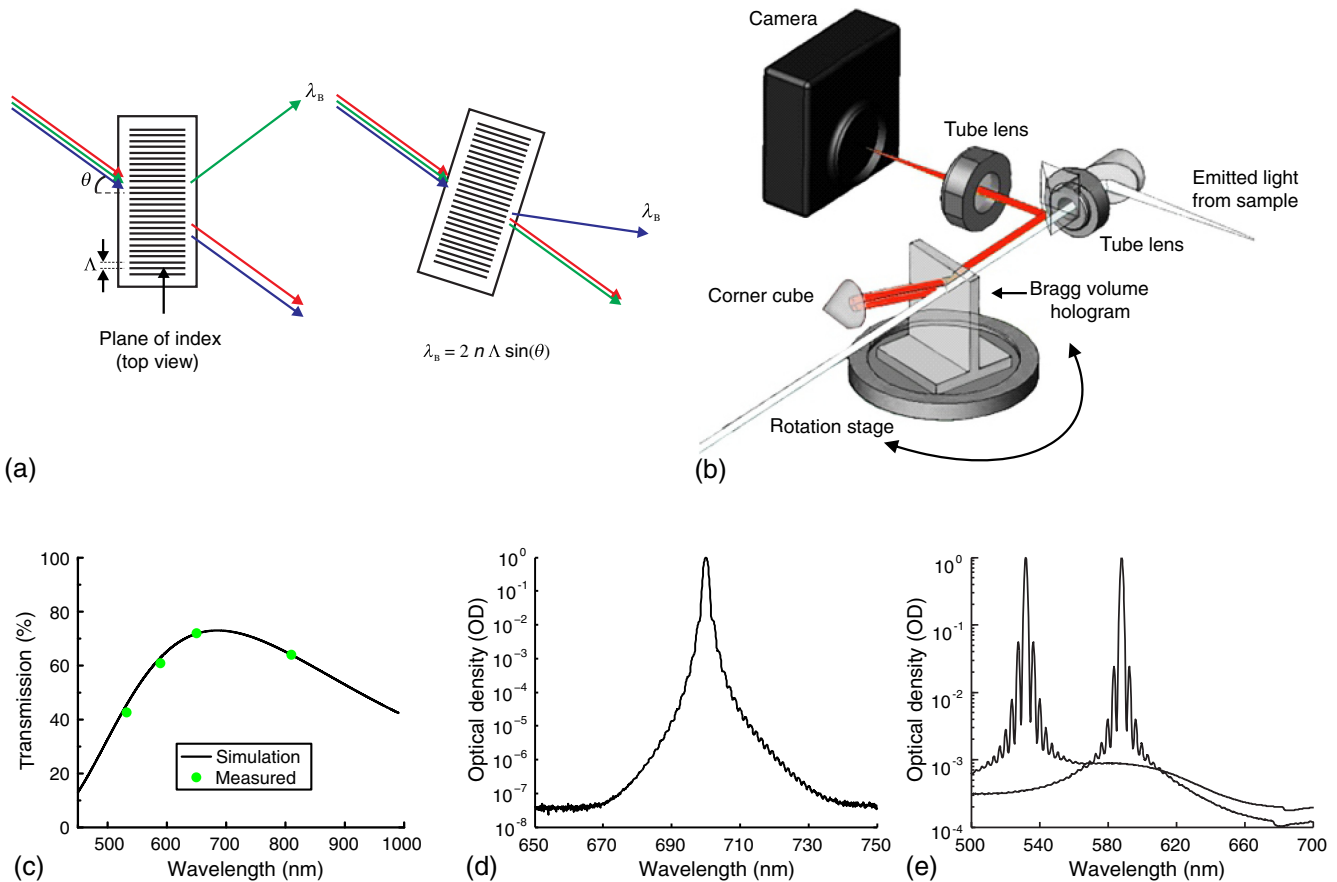 λB
λB
θ
Λ
Plane of index
(top view)
λB = 2 n Λ sin(θ)
(a)
Camera
Tube lens
Emitted light
from sample
Tube lens
Corner cube
Bragg volume
hologram
Rotation stage
(b)
100
80
60
40
20
0
Transmission (%)
Simulation
Measured
500 600 700 800 900 1000
Wavelength (nm)
(c)
10^0
10^-1
10^-2
10^-3
10^-4
10^-5
10^-6
10^-7
10^-8
Optical density (OD)
650 670 690 710 730 750
Wavelength (nm)
(d)
10^0
10^-1
10^-2
10^-3
10^-4
Optical density (OD)
500 540 580 620 660 700
Wavelength (nm)
(e)